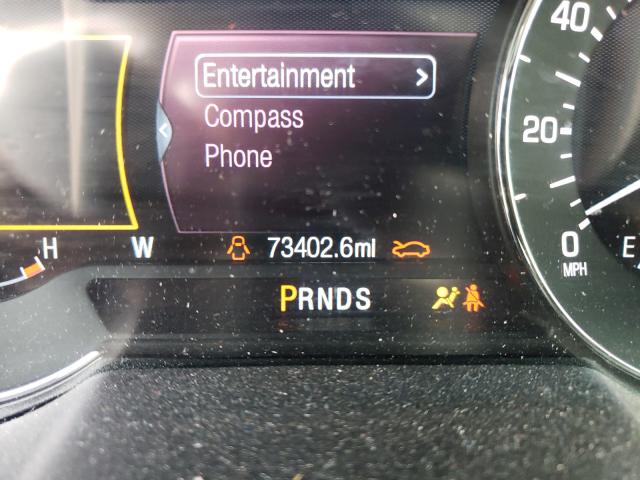 Entertainment >
Compass
Phone
40
20
0
MPH
E
H
W
73402.6mi
PRNDS